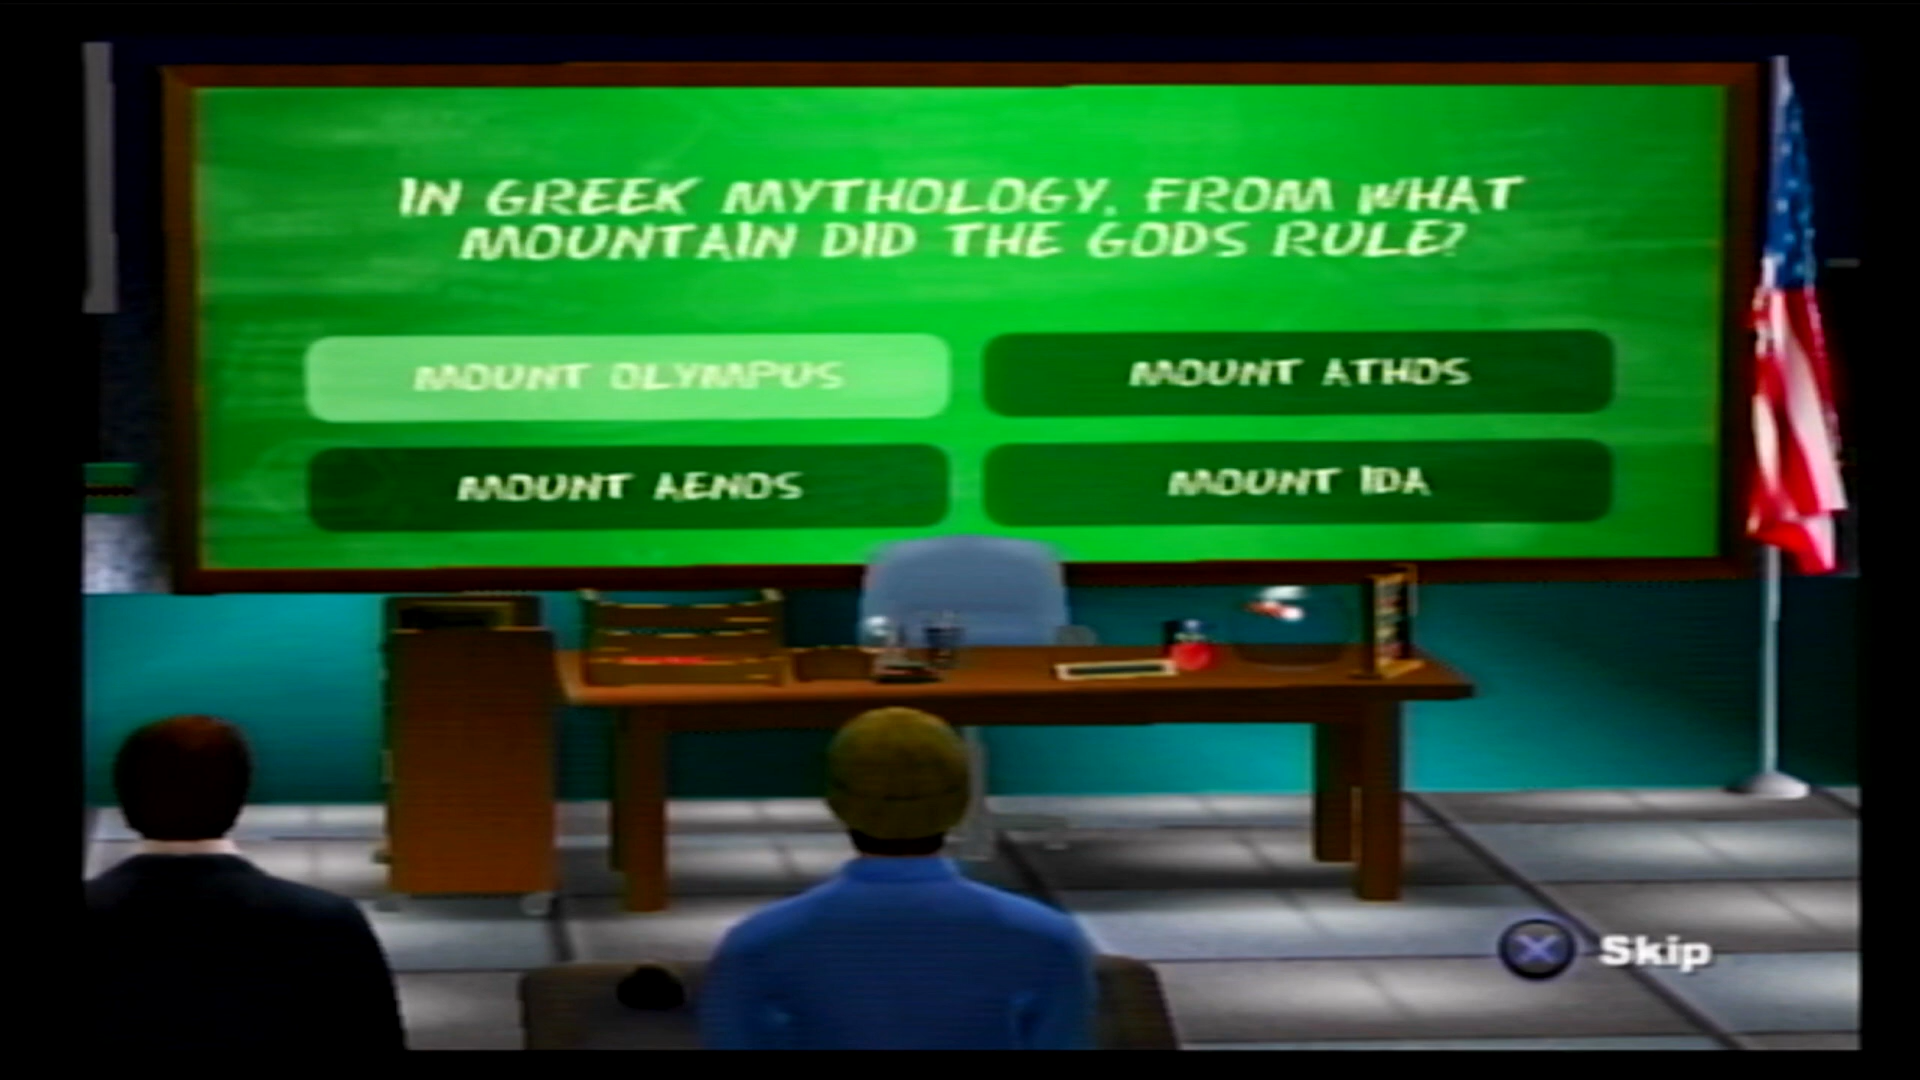 IN GREEK MYTHOLOGY, FROM WHAT
MOUNTAIN DID THE GODS RULE?
MOUNT OLYMPUS
MOUNT ATHOS
MOUNT AENOS
MOUNT IDA
Skip